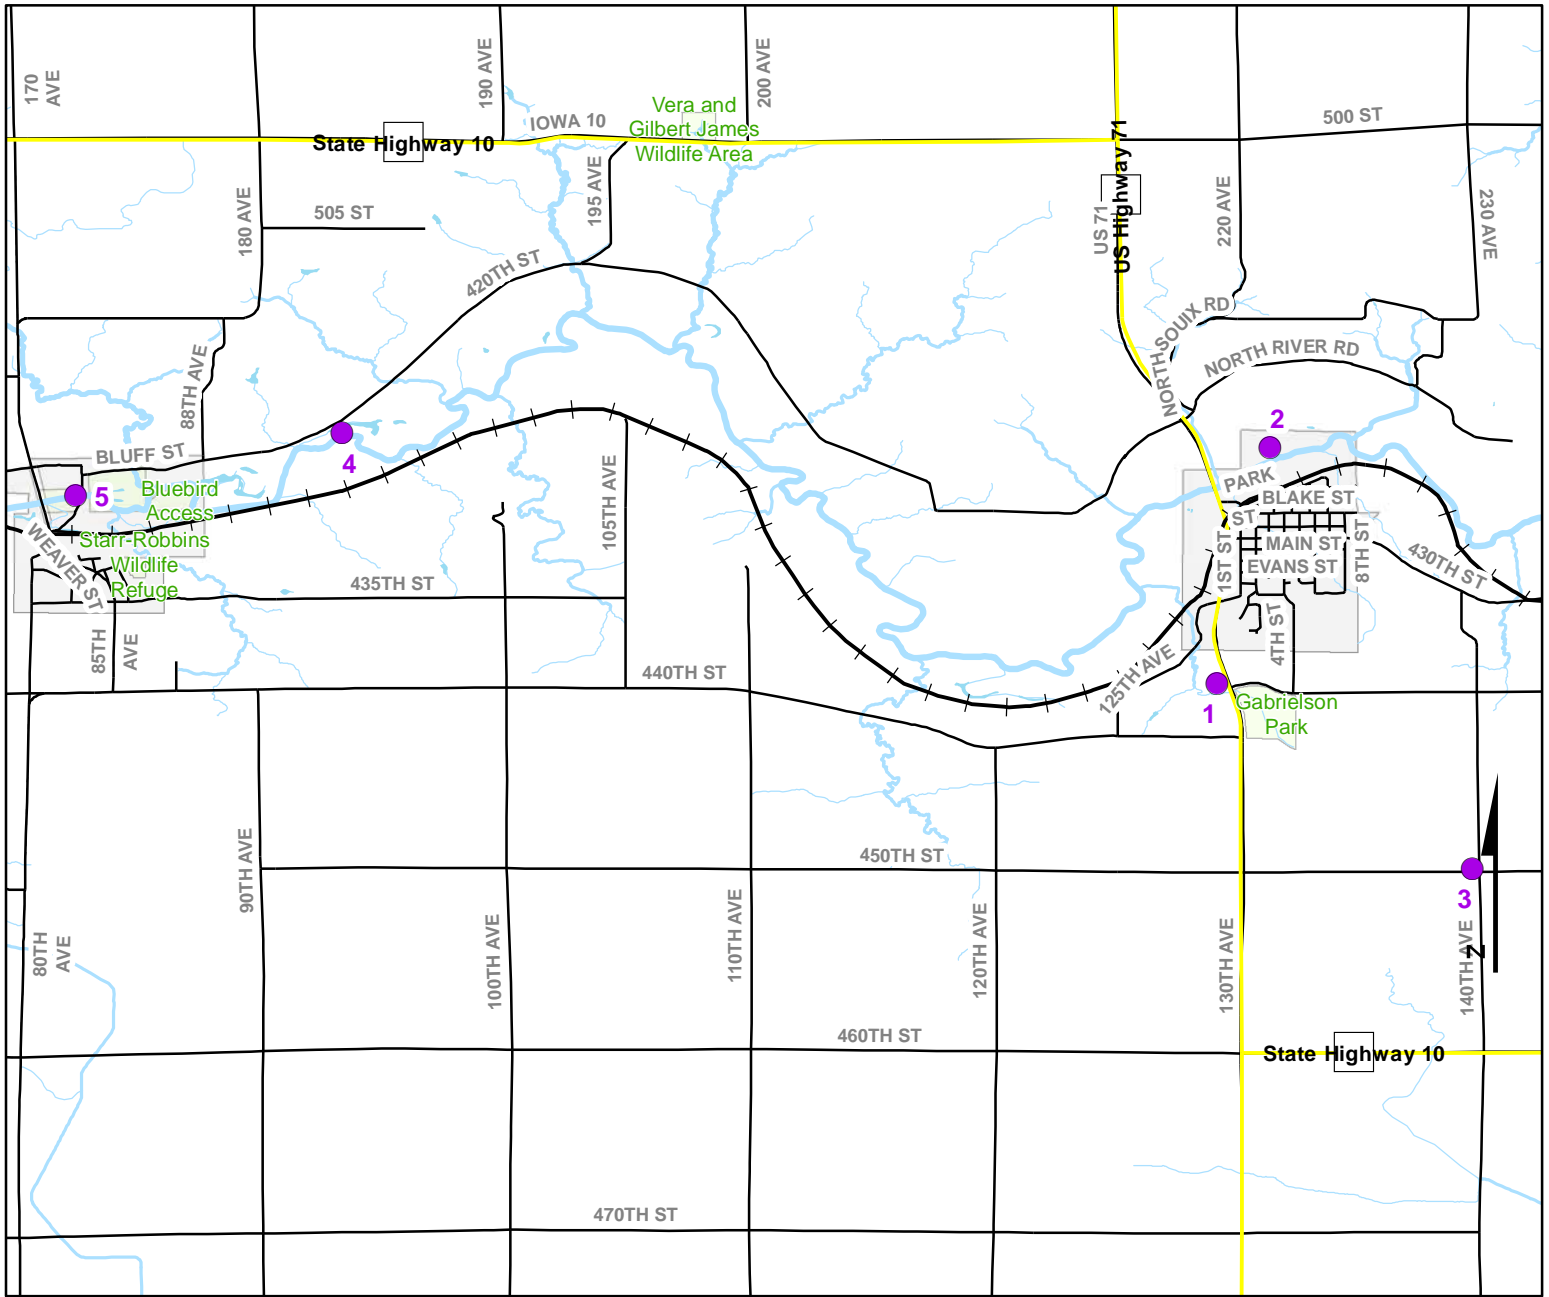 170
AVE
190 AVE
200 AVE
Vera and
Gilbert James
Wildlife Area
IOWA 10
500 ST
State Highway 10
US Highway 71
US 71
195 AVE
180 AVE
505 ST
220 AVE
230 AVE
420TH ST
SOUIX RD
NORTH
NORTH RIVER RD
88TH AVE
2
BLUFF ST
4
5
Bluebird
Access
105TH AVE
PARK
ST
BLAKE ST
MAIN ST
EVANS ST
1ST ST
8TH ST
430TH ST
Starr-Robbins
Wildlife
Refuge
WEAVER ST
435TH ST
85TH
AVE
4TH ST
440TH ST
125TH AVE
1
Gabrielson
Park
450TH ST
3
90TH AVE
80TH
AVE
100TH AVE
110TH AVE
120TH AVE
130TH AVE
140TH AVE
N
460TH ST
State Highway 10
470TH ST